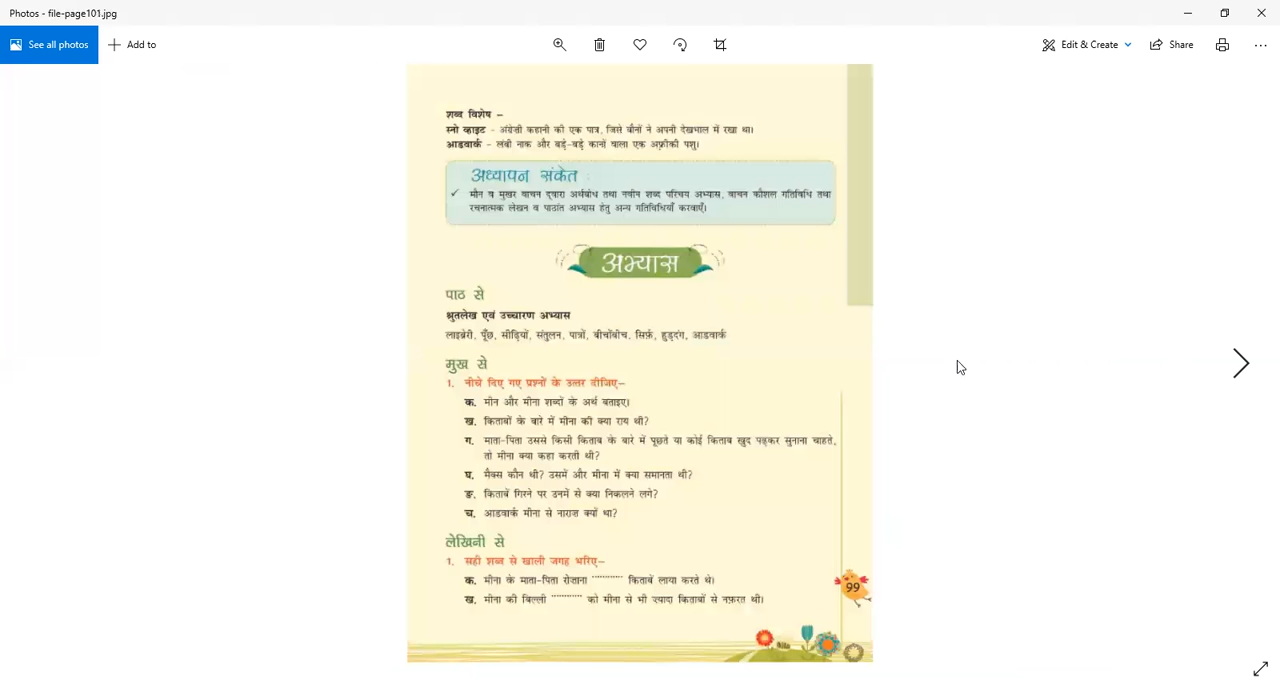 Photos - file-page101.jpg
See all photos
Add to
Edit & Create
Share
शब्द विशेष –
स्नो व्हाइट - अंग्रेज़ी कहानी की एक पात्र, जिसे बौनों ने अपनी देखभाल में रखा था।
आडवार्क - लंबी नाक और बड़े-बड़े कानों वाला एक अफ़्रीकी पशु।
अध्यापन संकेत
✓ मौन व मुखर वाचन द्वारा अर्थबोध तथा नवीन शब्द परिचय अभ्यास, वाचन कौशल गतिविधि तथा
रचनात्मक लेखन व पाठांत अभ्यास हेतु अन्य गतिविधियाँ करवाएँ।
अभ्यास
पाठ से
श्रुतलेख एवं उच्चारण अभ्यास
लाइब्रेरी, पूँछ, सीढ़ियों, संतुलन, पात्रों, बीचोंबीच, सिर्फ़, हुड़दंग, आडवार्क
मुख से
1. नीचे दिए गए प्रश्नों के उत्तर दीजिए–
क. मीन और मीना शब्दों के अर्थ बताइए।
ख. किताबों के बारे में मीना की क्या राय थी?
ग. माता-पिता उससे किसी किताब के बारे में पूछते या कोई किताब खुद पढ़कर सुनाना चाहते,
तो मीना क्या कहा करती थी?
घ. मैक्स कौन थी? उसमें और मीना में क्या समानता थी?
ङ. किताबें गिरने पर उनमें से क्या निकलने लगे?
च. आडवार्क मीना से नाराज़ क्यों था?
लेखिनी से
1. सही शब्द से खाली जगह भरिए–
क. मीना के माता-पिता रोज़ाना ............ किताबें लाया करते थे।
ख. मीना की बिल्ली ............ को मीना से भी ज़्यादा किताबों से नफ़रत थी।
99